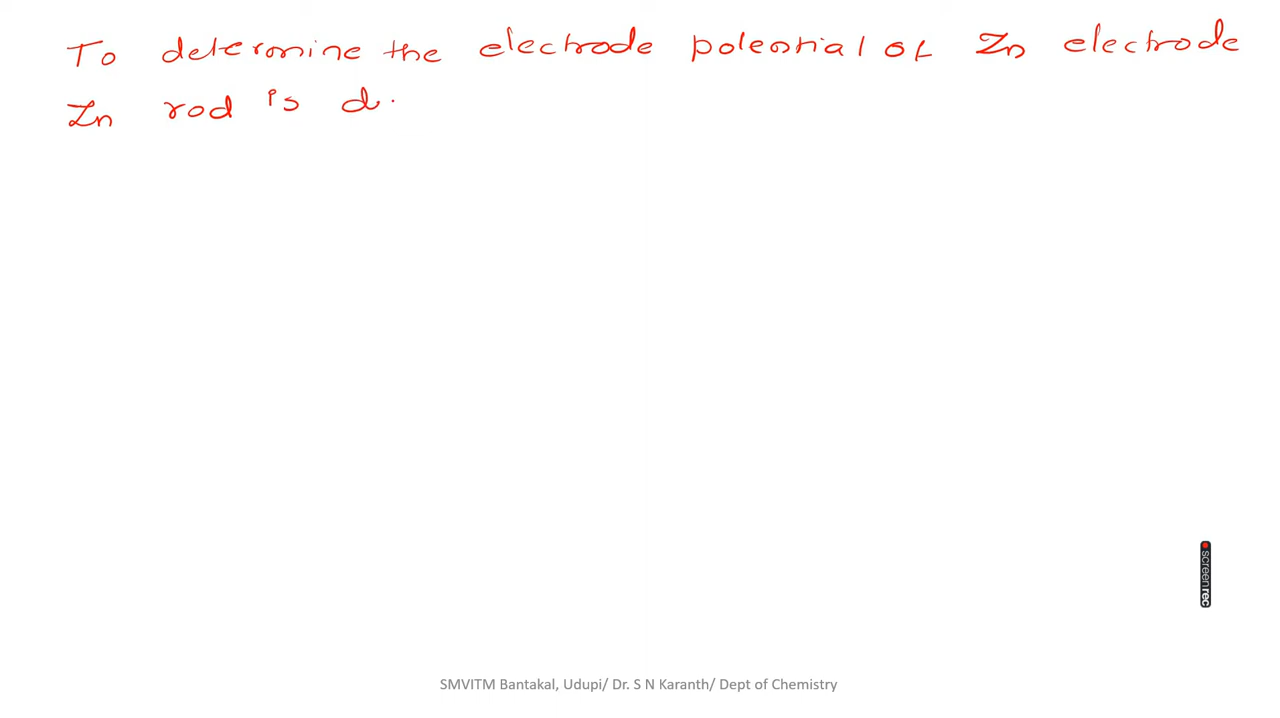 To determine the electrode potential of Zn electrode
Zn rod is d.
screenrec
SMVITM Bantakal, Udupi/ Dr. S N Karanth/ Dept of Chemistry